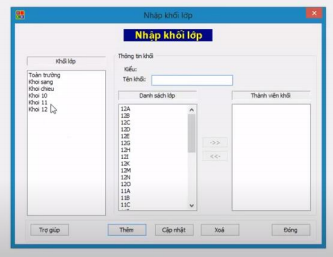 Nhập khối lớp
Nhập khối lớp
Khối lớp
Toàn trường
Khoi sang
Khoi chieu
Khoi 10
Khoi 11
Khoi 12
Thông tin khối
Kiểu:
Tên khối:
Danh sách lớp
12A
12B
12C
12D
12E
12G
12H
12I
12K
12M
12N
12O
11A
11B
11C
->>
<<-
Thành viên khối
Trợ giúp
Thêm
Cập nhật
Xoá
Đóng